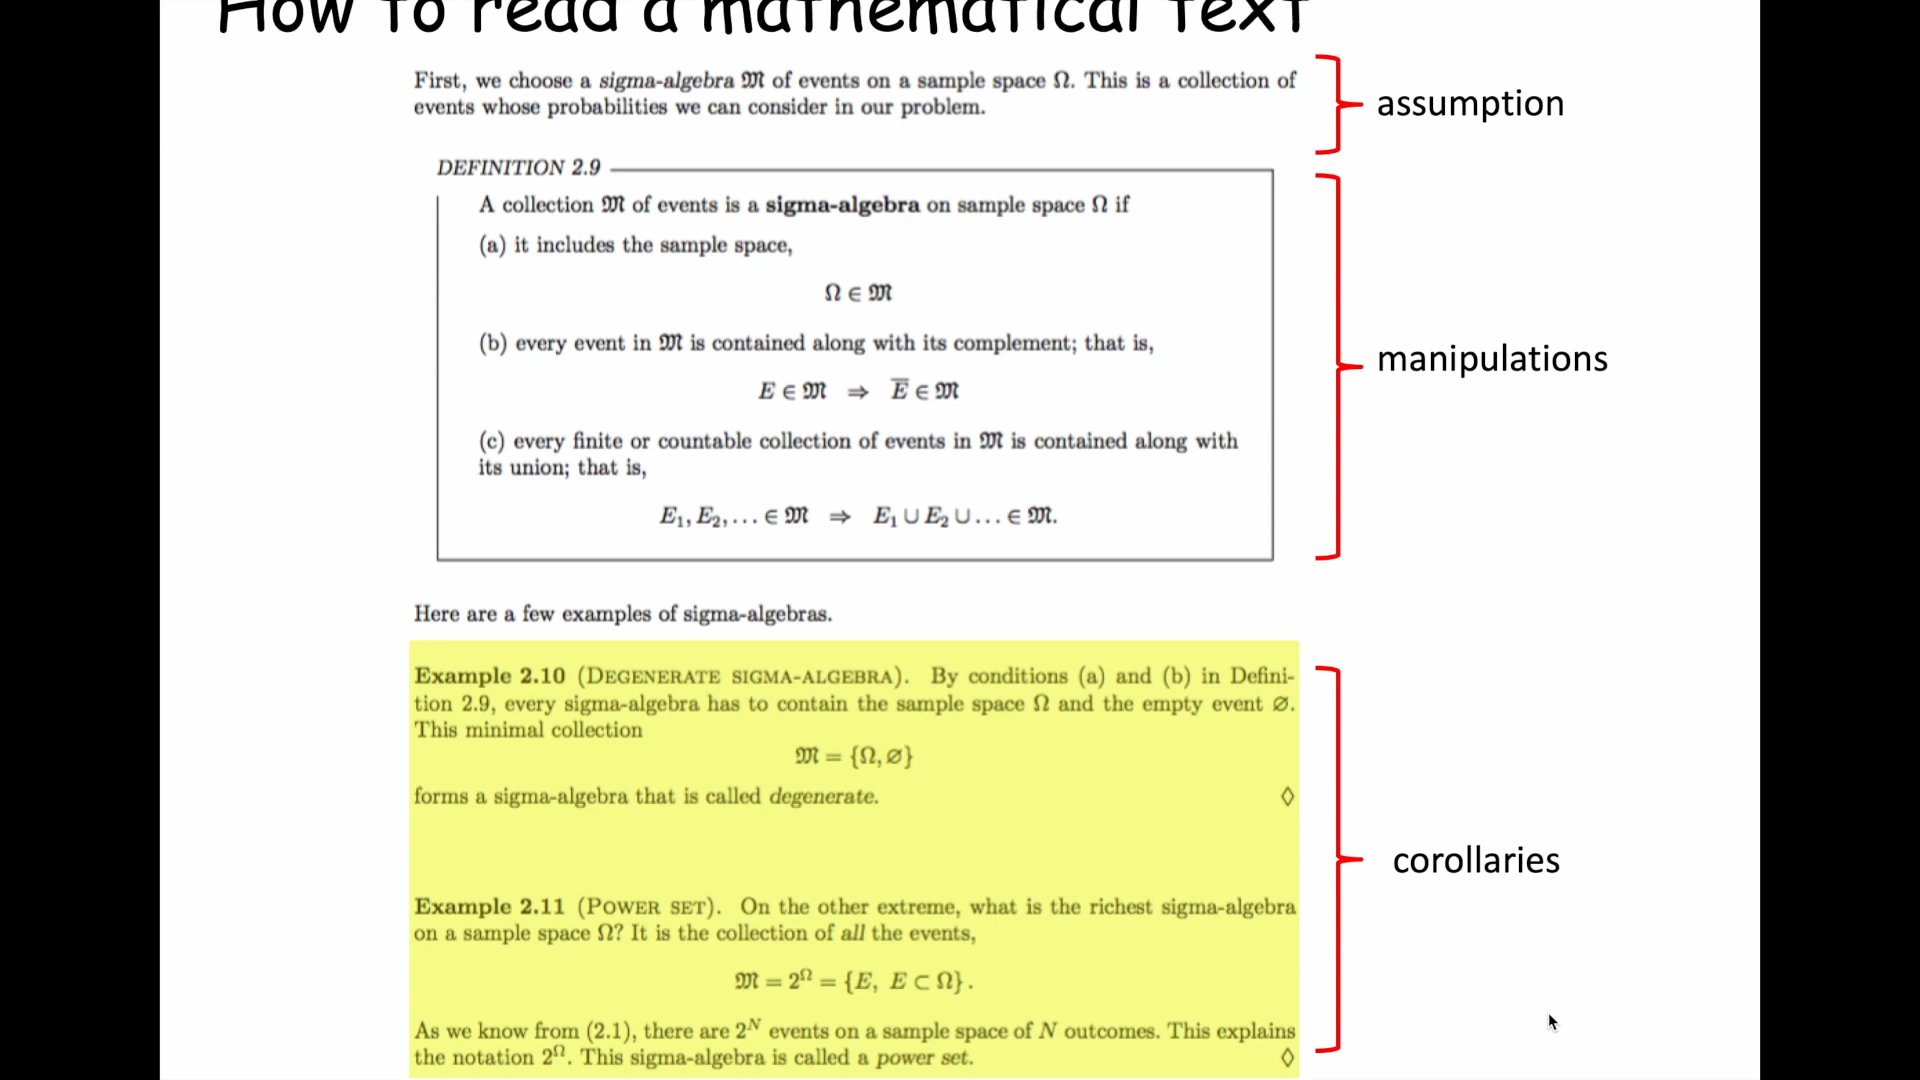 How to read a mathematical text
First, we choose a sigma-algebra 𝔐 of events on a sample space Ω. This is a collection of
events whose probabilities we can consider in our problem.
assumption
DEFINITION 2.9
A collection 𝔐 of events is a sigma-algebra on sample space Ω if
(a) it includes the sample space,
Ω ∈ 𝔐
(b) every event in 𝔐 is contained along with its complement; that is,
E ∈ 𝔐 ⇒ E̅ ∈ 𝔐
manipulations
(c) every finite or countable collection of events in 𝔐 is contained along with
its union; that is,
E₁, E₂, ... ∈ 𝔐 ⇒ E₁ ∪ E₂ ∪ ... ∈ 𝔐.
Here are a few examples of sigma-algebras.
Example 2.10 (DEGENERATE SIGMA-ALGEBRA). By conditions (a) and (b) in Defini-
tion 2.9, every sigma-algebra has to contain the sample space Ω and the empty event ∅.
This minimal collection
𝔐 = {Ω, ∅}
forms a sigma-algebra that is called degenerate. ◊
corollaries
Example 2.11 (POWER SET). On the other extreme, what is the richest sigma-algebra
on a sample space Ω? It is the collection of all the events,
𝔐 = 2^Ω = {E, E ⊂ Ω}.
As we know from (2.1), there are 2^N events on a sample space of N outcomes. This explains
the notation 2^Ω. This sigma-algebra is called a power set. ◊